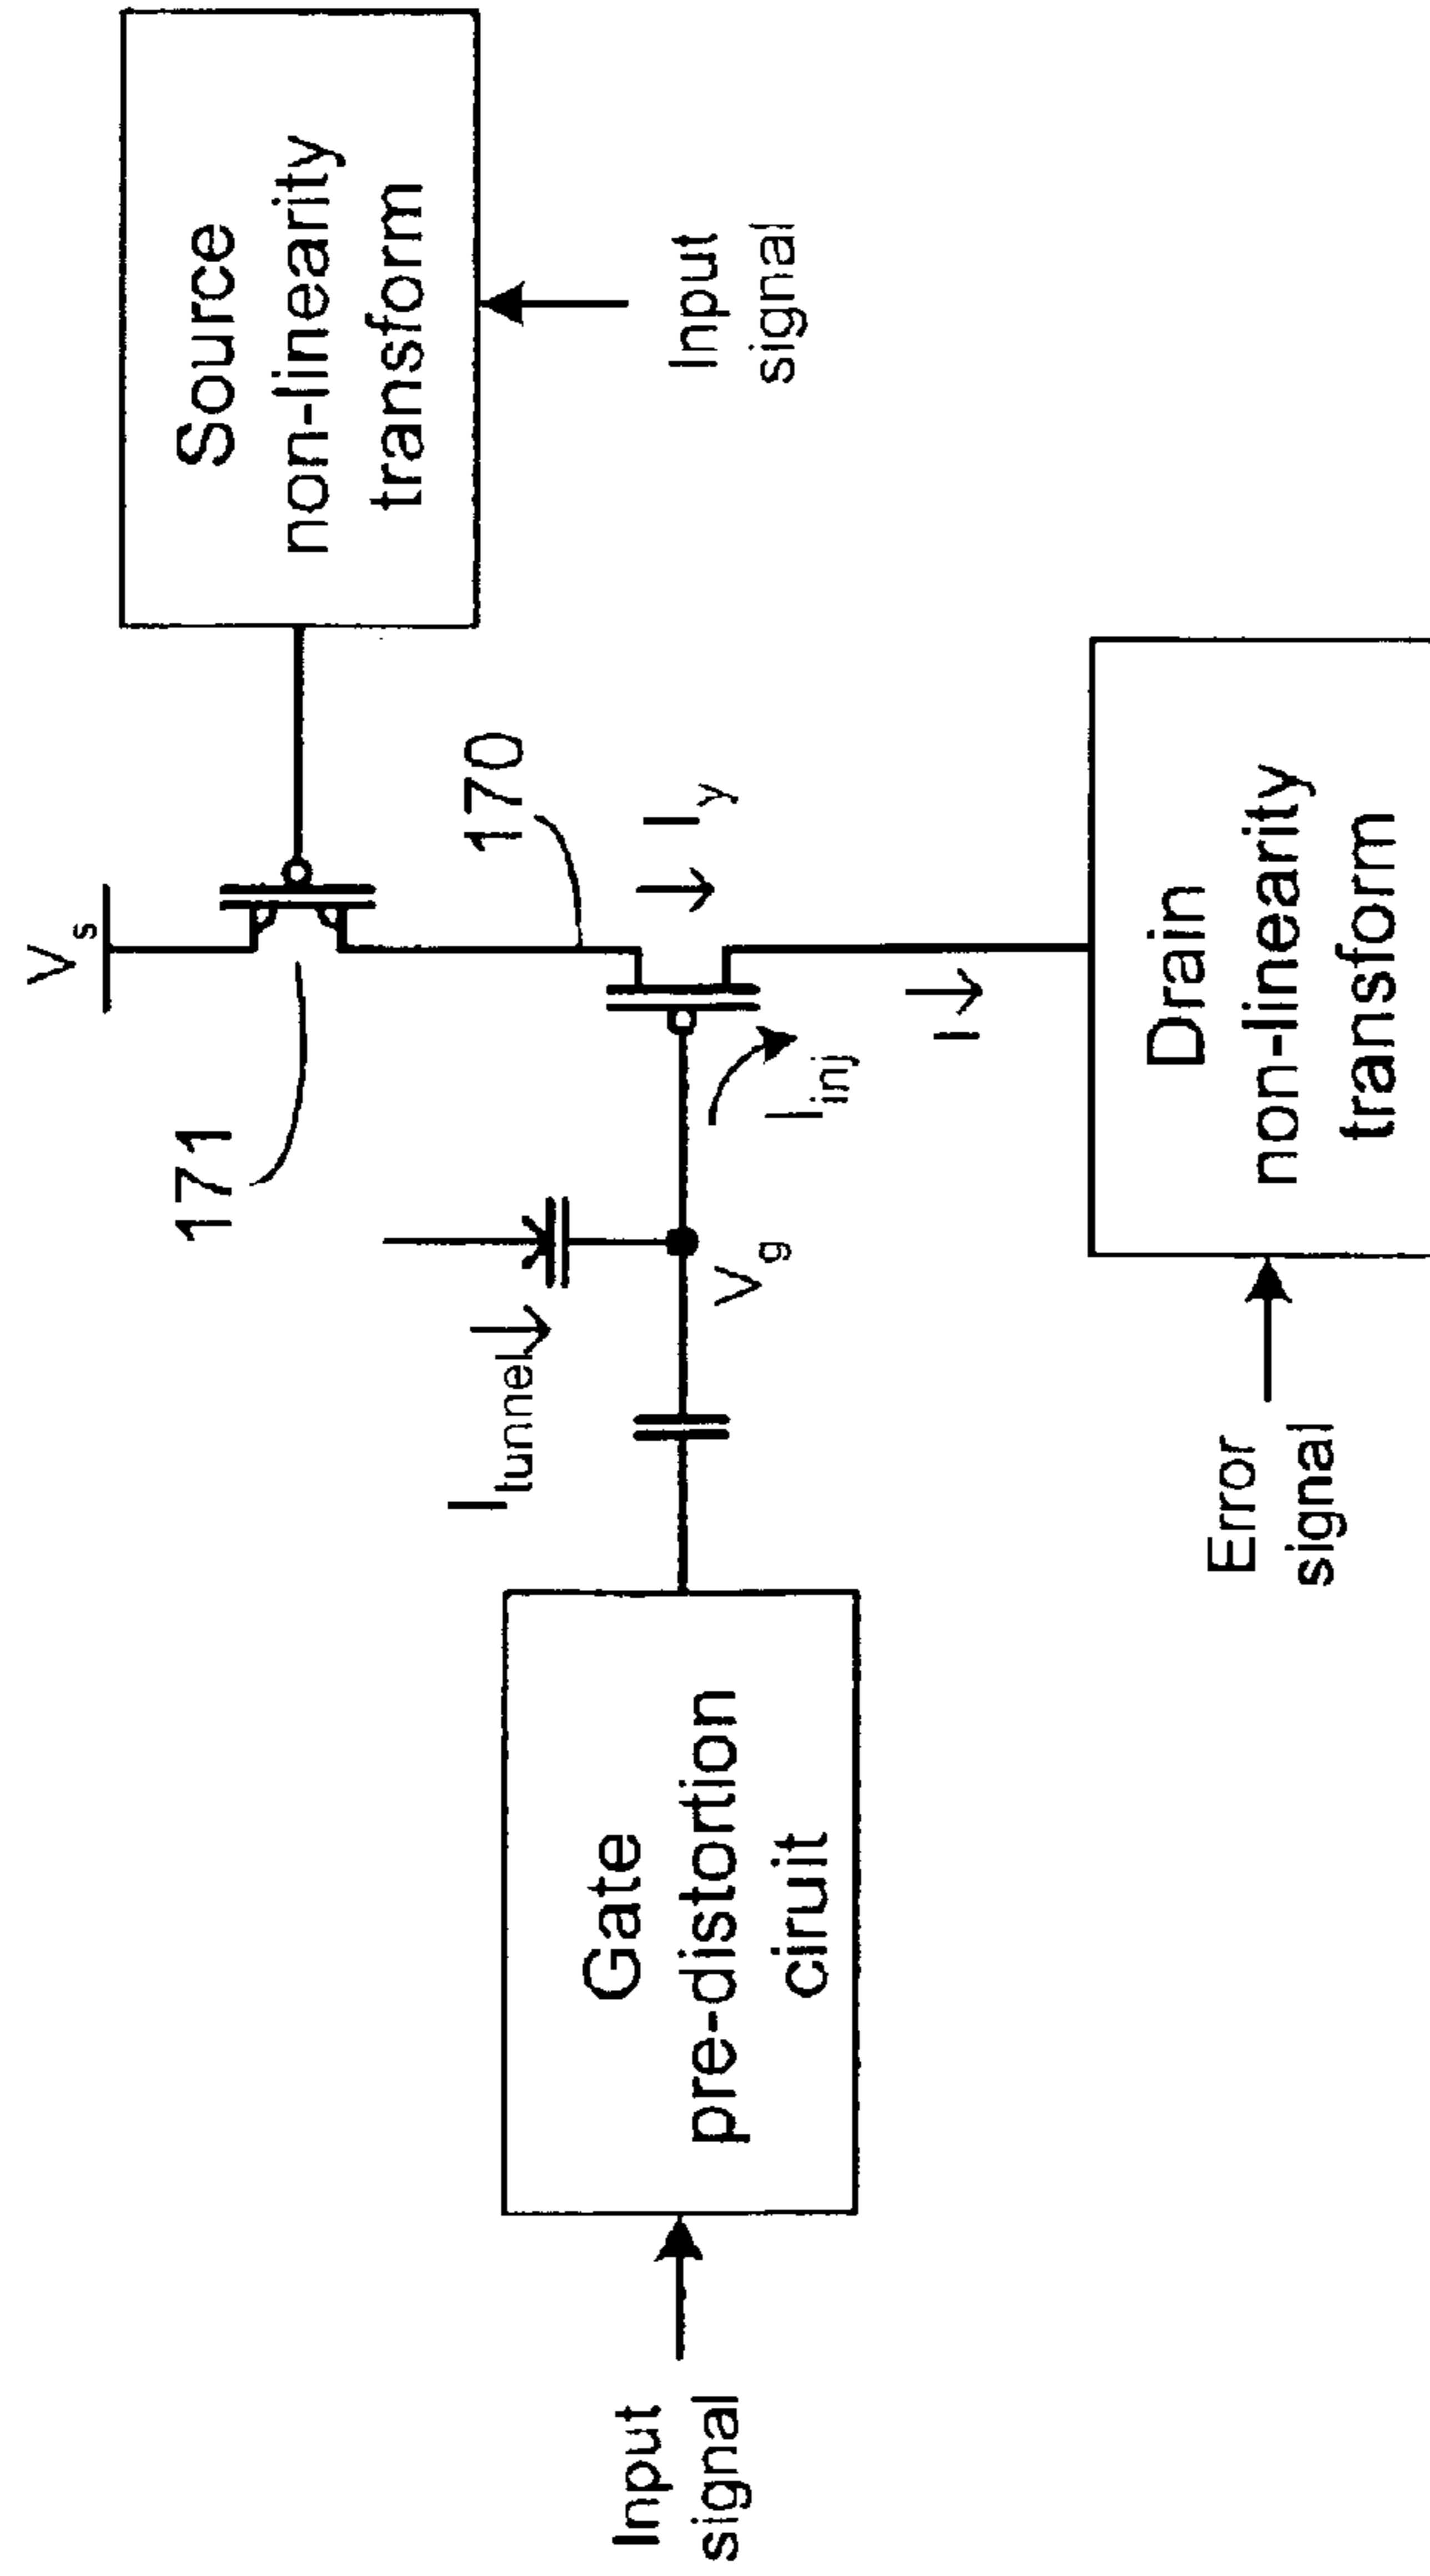 V_s
171
Source
non-linearity
transform
Input
signal
170
I_y
I_tunnel
V_g
I_inj
I
Input
signal
Gate
pre-distortion
ciruit
Error
signal
Drain
non-linearity
transform